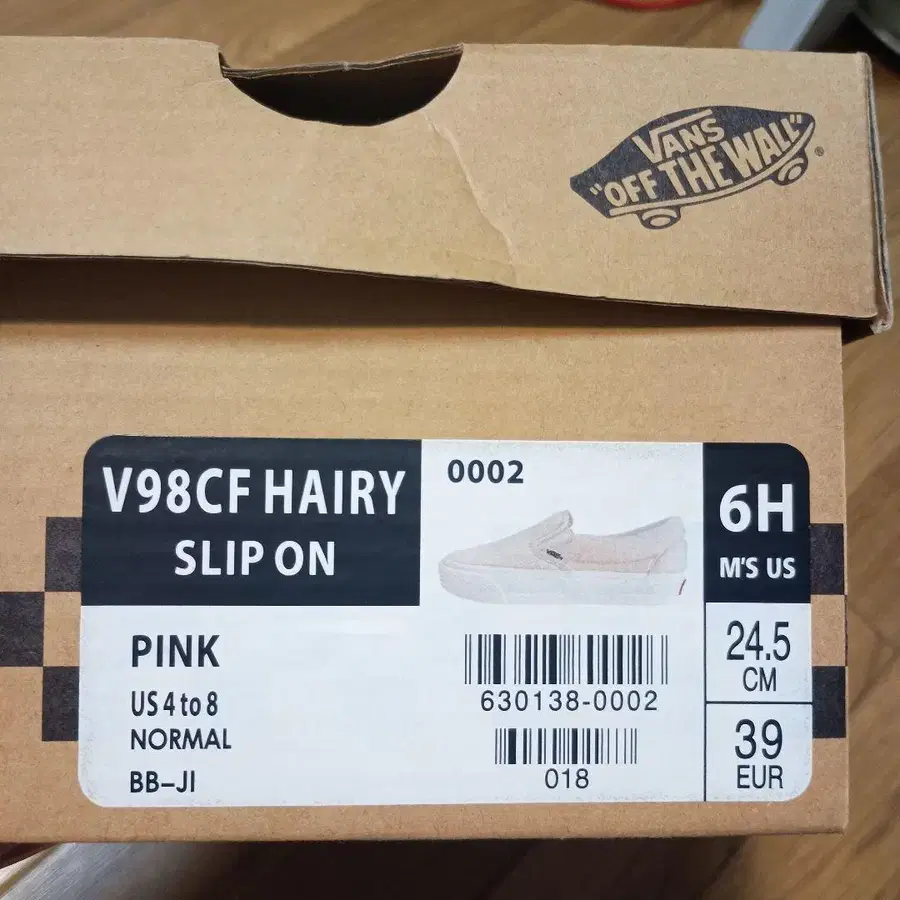 VANS
"OFF THE WALL"
®
V98CF HAIRY
SLIP ON
0002
6H
M'S US
PINK
US 4 to 8
NORMAL
BB-JI
630138-0002
018
24.5
CM
39
EUR